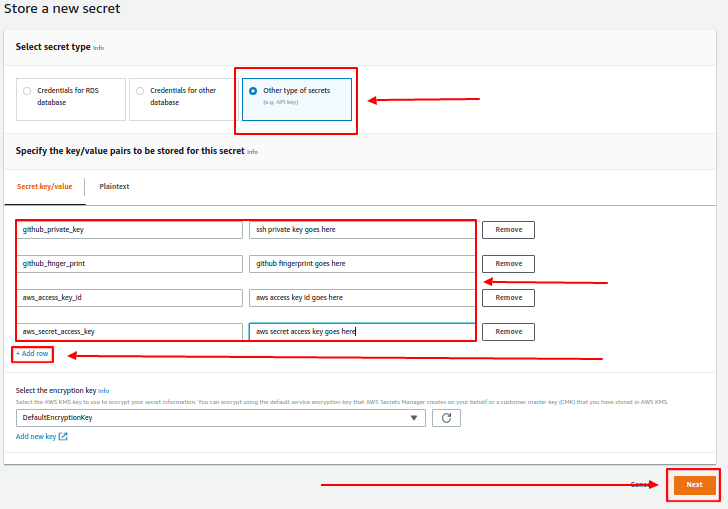 Store a new secret
Select secret type Info
Credentials for RDS database
Credentials for other database
Other type of secrets
(e.g. API key)
Specify the key/value pairs to be stored for this secret Info
Secret key/value Plaintext
github_private_key ssh private key goes here Remove
github_finger_print github fingerprint goes here Remove
aws_access_key_id aws access key id goes here Remove
aws_secret_access_key aws secret access key goes here Remove
+ Add row
Select the encryption key Info
Select the AWS KMS key to use to encrypt your secret information. You can encrypt using the default service encryption key that AWS Secrets Manager creates on your behalf or a customer master key (CMK) that you have stored in AWS KMS.
DefaultEncryptionKey
Add new key
Next